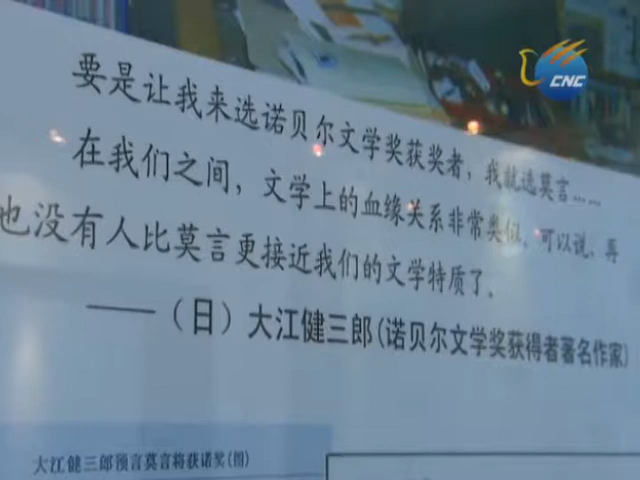 CNC
要是让我来选诺贝尔文学奖获奖者，我就选莫言……
在我们之间，文学上的血缘关系非常类似。可以说，再
也没有人比莫言更接近我们的文学特质了。
——（日）大江健三郎(诺贝尔文学奖获得者著名作家)
大江健三郎预言莫言将获诺奖(图)